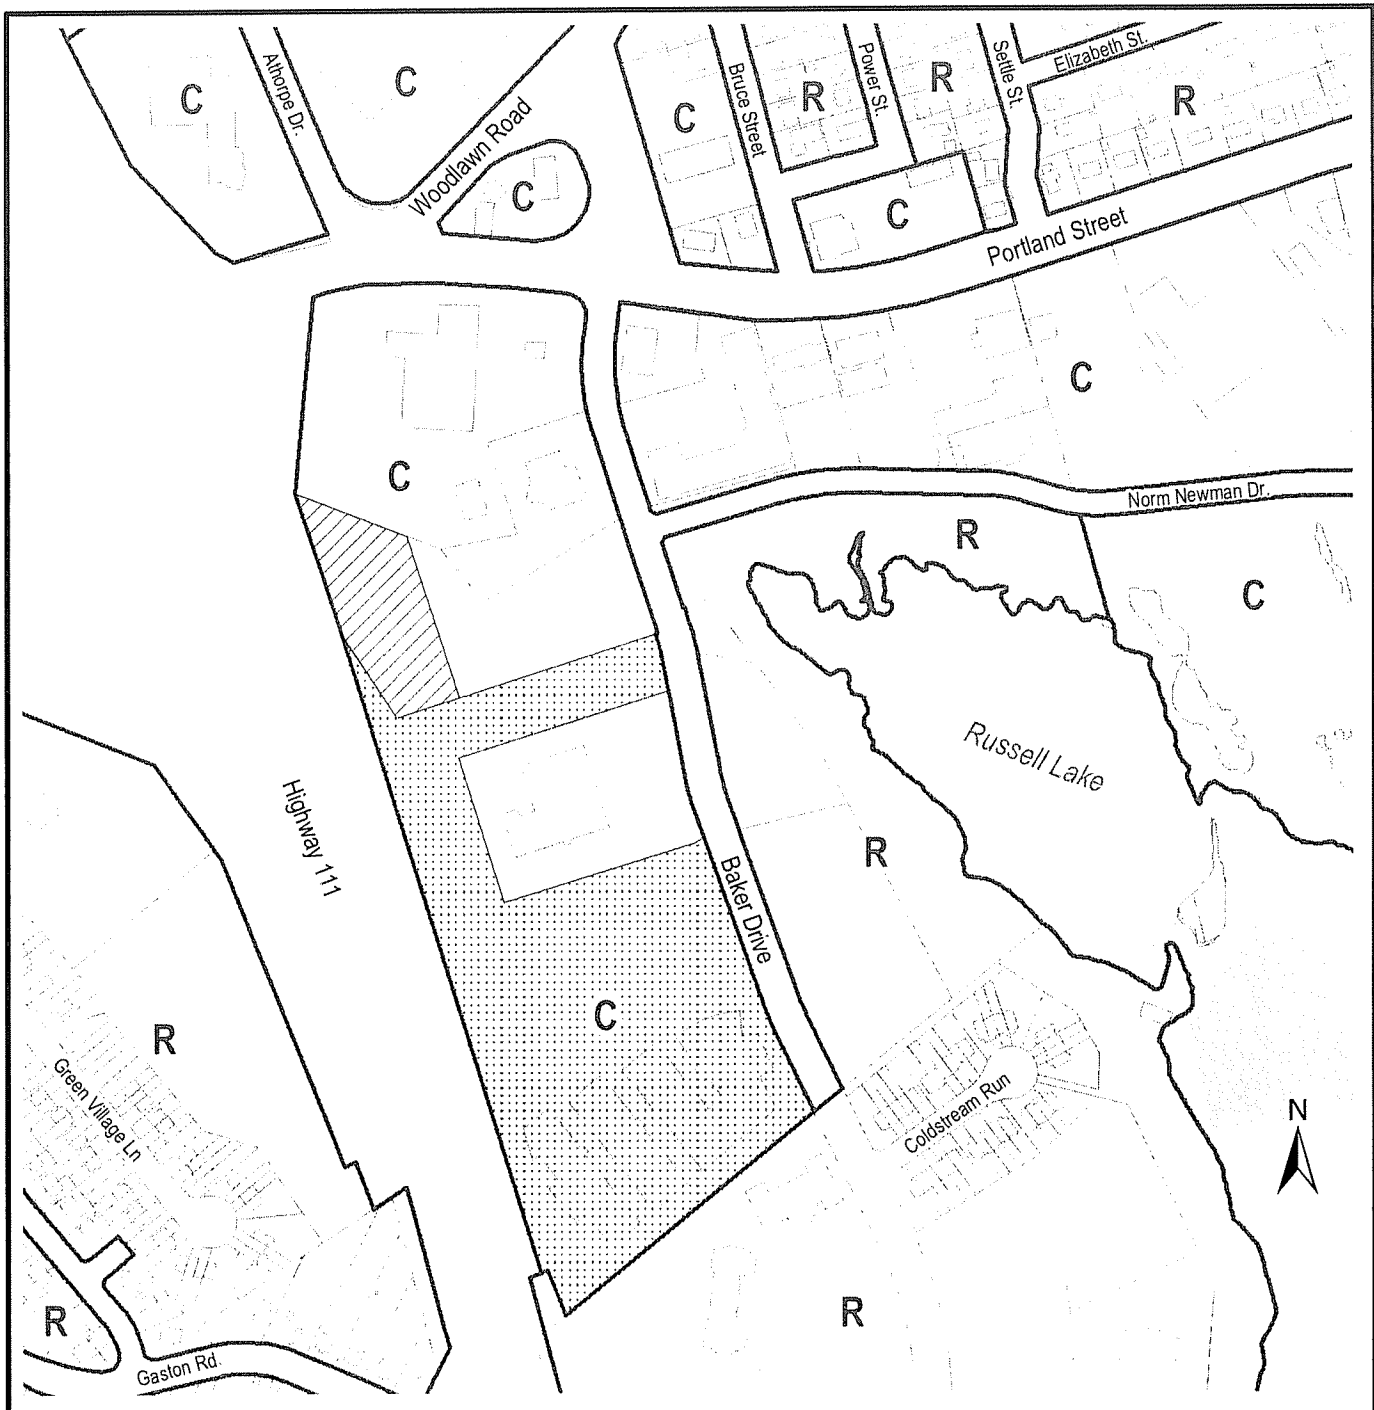 C
Athorpe Dr.
C
Woodlawn Road
C
C
Bruce Street
R
Power St.
R
Settle St.
Elizabeth St.
R
C
Portland Street
C
C
Norm Newman Dr.
R
C
Russell Lake
Highway 111
R
Baker Drive
C
R
Green Village Ln
Coldstream Run
N
R
R
Gaston Rd.